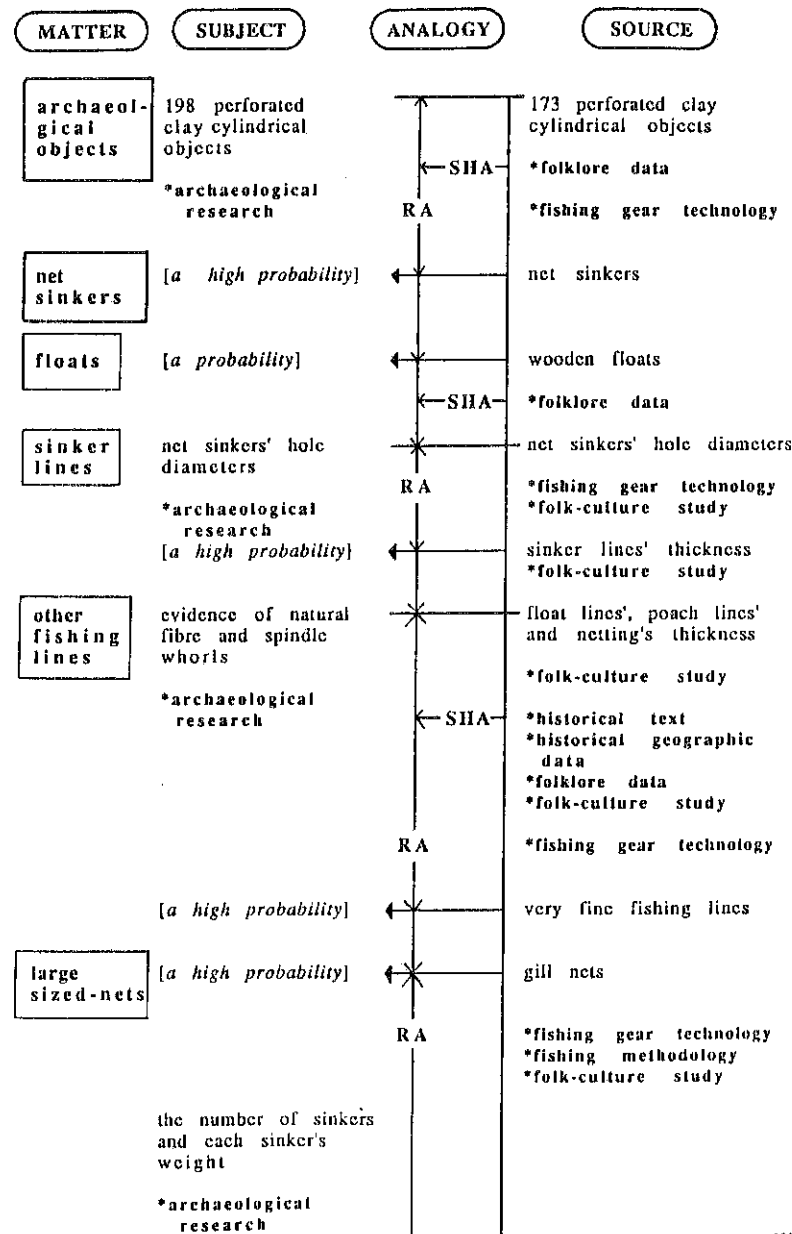 MATTER SUBJECT ANALOGY SOURCE
archaeol- 198 perforated 173 perforated clay
gical clay cylindrical cylindrical objects
objects objects
SHA *folklore data
*archaeological
research RA *fishing gear technology
net [a high probability] net sinkers
sinkers
floats [a probability] wooden floats
SHA *folklore data
sinker net sinkers' hole net sinkers' hole diameters
lines diameters
RA *fishing gear technology
*archaeological *folk-culture study
research
[a high probability] sinker lines' thickness
*folk-culture study
other evidence of natural float lines', poach lines'
fishing fibre and spindle and netting's thickness
lines whorls
*folk-culture study
*archaeological
research SHA *historical text
*historical geographic
data
*folklore data
*folk-culture study
RA *fishing gear technology
[a high probability] very fine fishing lines
large [a high probability] gill nets
sized-nets
RA *fishing gear technology
*fishing methodology
*folk-culture study
the number of sinkers
and each sinker's
weight
*archaeological
research